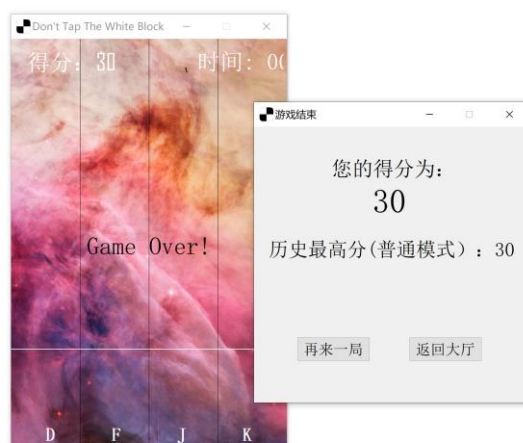 Don't Tap The White Block
得分: 30 时间: 0(
Game Over!
D F J K
游戏结束
您的得分为:
30
历史最高分(普通模式): 30
再来一局 返回大厅